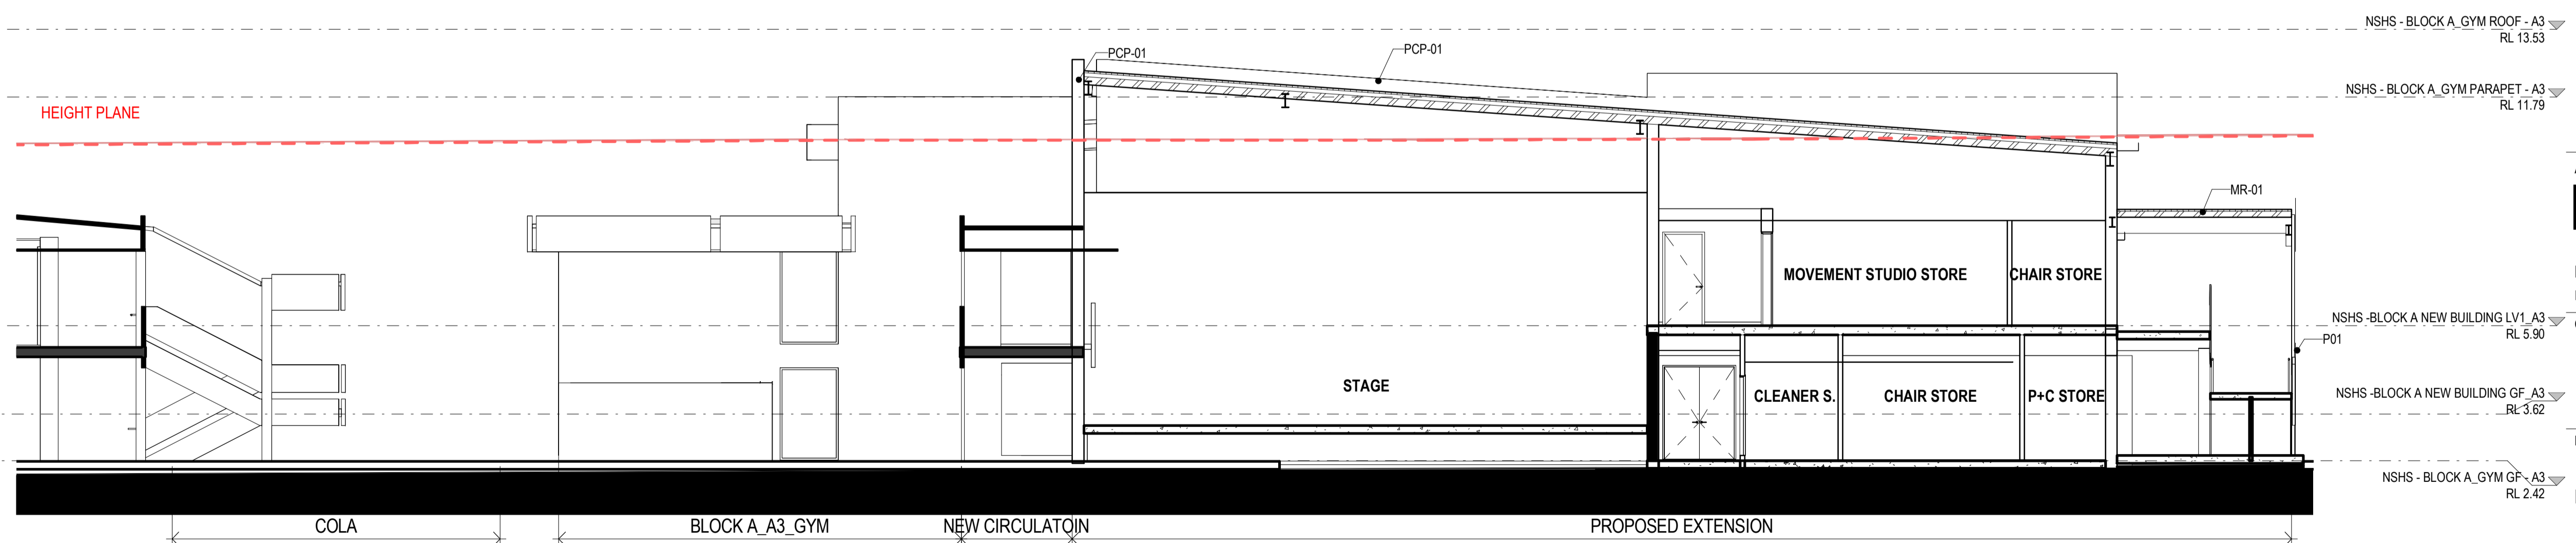 NSHS - BLOCK A_GYM ROOF - A3
RL 13.53
PCP-01
PCP-01
NSHS - BLOCK A_GYM PARAPET - A3
RL 11.79
HEIGHT PLANE
MR-01
MOVEMENT STUDIO STORE
CHAIR STORE
NSHS -BLOCK A NEW BUILDING LV1_A3
RL 5.90
P01
STAGE
CLEANER S.
CHAIR STORE
P+C STORE
NSHS -BLOCK A NEW BUILDING GF_A3
RL 3.62
NSHS - BLOCK A_GYM GF - A3
RL 2.42
COLA
BLOCK A_A3_GYM
NEW CIRCULATOIN
PROPOSED EXTENSION